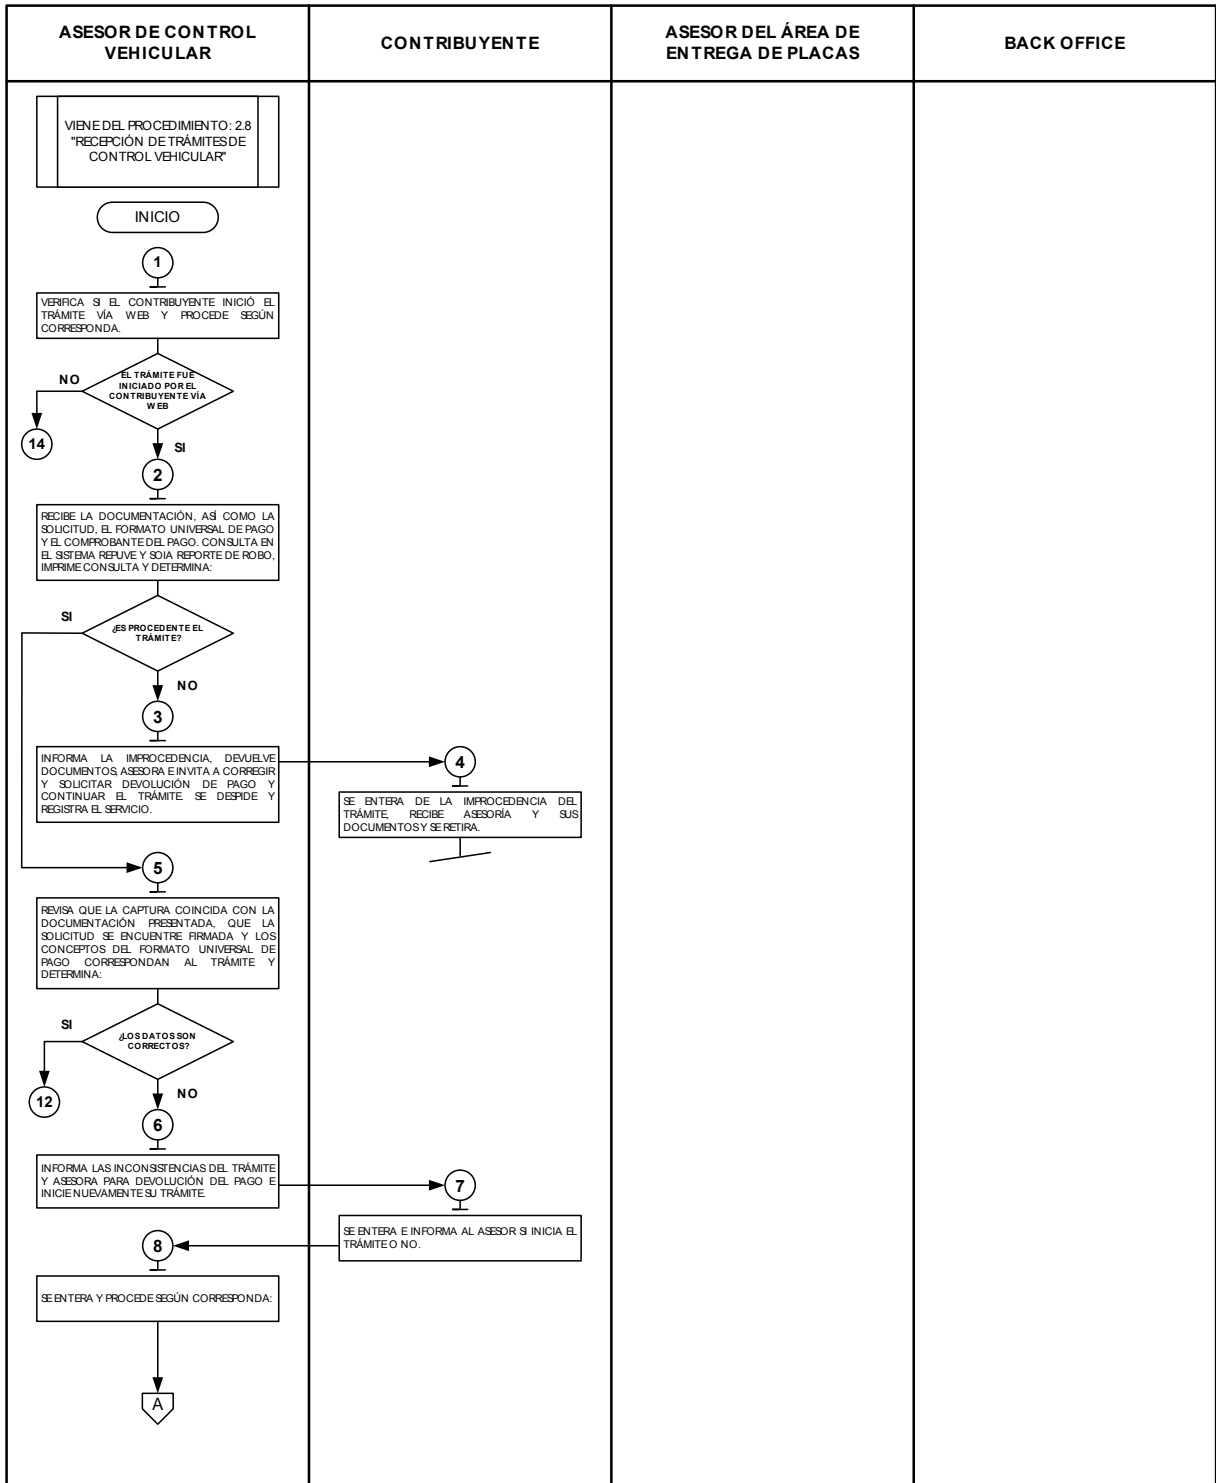 ASESOR DE CONTROL
VEHICULAR
CONTRIBUYENTE
ASESOR DEL ÁREA DE
ENTREGA DE PLACAS
BACK OFFICE
VIENE DEL PROCEDIMIENTO: 2.8
"RECEPCIÓN DE TRÁMITES DE
CONTROL VEHICULAR"
INICIO
1
VERIFICA SI EL CONTRIBUYENTE INICIÓ EL
TRÁMITE VÍA WEB Y PROCEDE SEGÚN
CORRESPONDA.
NO
EL TRÁMITE FUE
INICIADO POR EL
CONTRIBUYENTE VÍA
WEB
14
SI
2
RECIBE LA DOCUMENTACIÓN, ASÍ COMO LA
SOLICITUD, EL FORMATO UNIVERSAL DE PAGO
Y EL COMPROBANTE DEL PAGO. CONSULTA EN
EL SISTEMA REPUVE Y SOIA REPORTE DE ROBO,
IMPRIME CONSULTA Y DETERMINA:
SI
¿ES PROCEDENTE EL
TRÁMITE?
NO
3
INFORMA LA IMPROCEDENCIA, DEVUELVE
DOCUMENTOS, ASESORA E INVITA A CORREGIR
Y SOLICITAR DEVOLUCIÓN DE PAGO Y
CONTINUAR EL TRÁMITE. SE DESPIDE Y
REGISTRA EL SERVICIO.
4
SE ENTERA DE LA IMPROCEDENCIA DEL
TRÁMITE, RECIBE ASESORÍA Y SUS
DOCUMENTOS Y SE RETIRA.
5
REVISA QUE LA CAPTURA COINCIDA CON LA
DOCUMENTACIÓN PRESENTADA, QUE LA
SOLICITUD SE ENCUENTRE FIRMADA Y LOS
CONCEPTOS DEL FORMATO UNIVERSAL DE
PAGO CORRESPONDAN AL TRÁMITE Y
DETERMINA:
SI
¿LOS DATOS SON
CORRECTOS?
12
NO
6
INFORMA LAS INCONSISTENCIAS DEL TRÁMITE
Y ASESORA PARA DEVOLUCIÓN DEL PAGO E
INICIE NUEVAMENTE SU TRÁMITE.
7
SE ENTERA E INFORMA AL ASESOR SI INICIA EL
TRÁMITE O NO.
8
SE ENTERA Y PROCEDE SEGÚN CORRESPONDA:
A